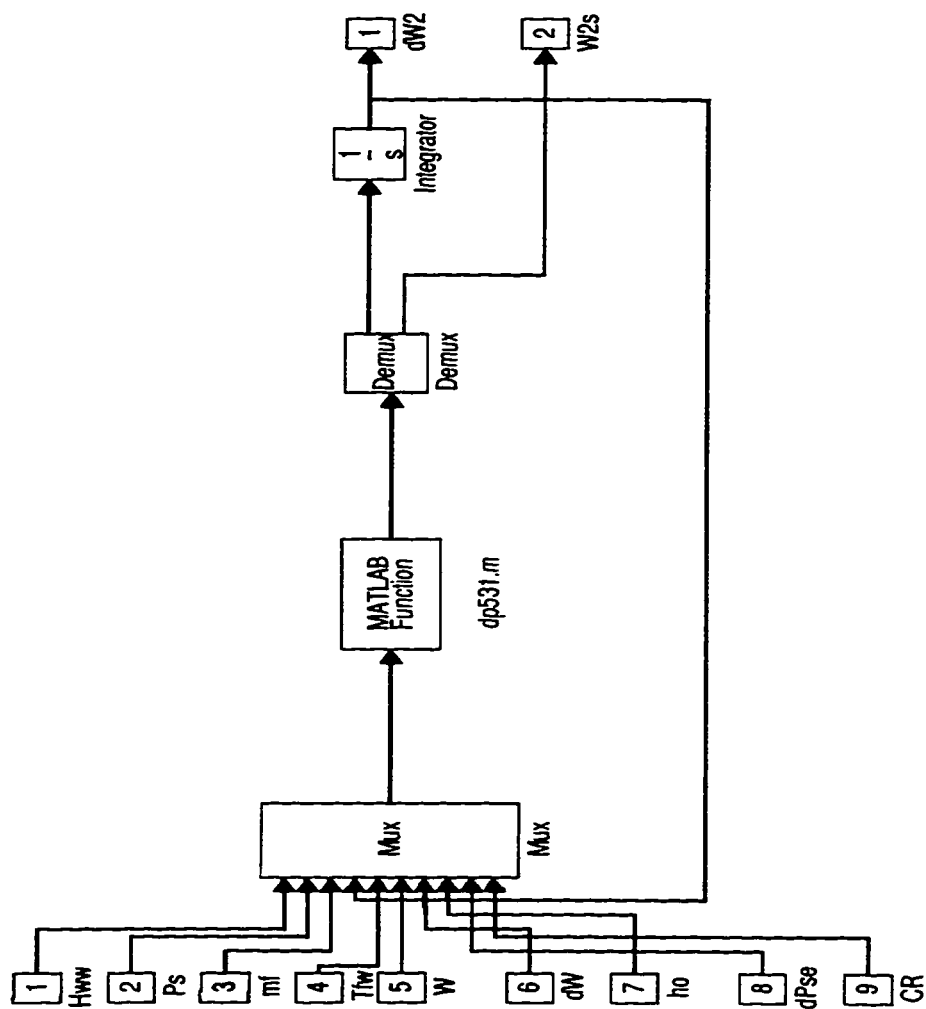 1
Hww
2
Ps
3
mf
4
Tfw
5
W
6
dW
7
ho
8
dPse
9
CR
Mux
Mux
MATLAB
Function
dp531.m
Demux
Demux
1
s
Integrator
1
dW2
2
W2s